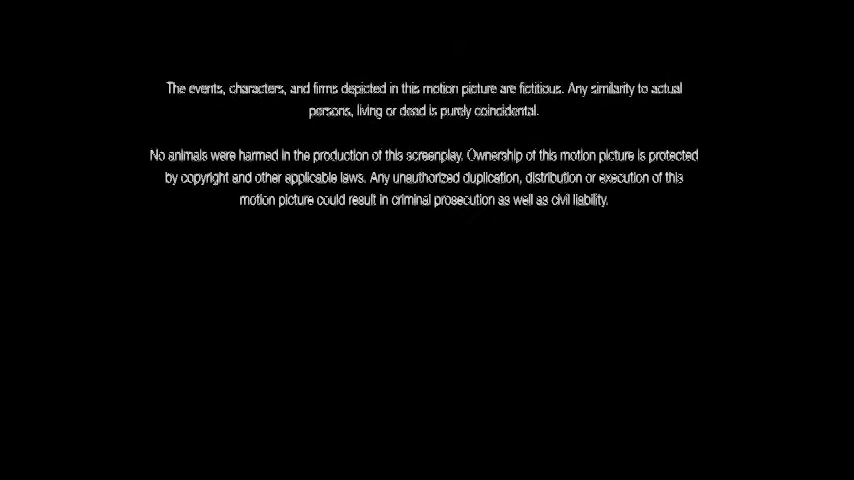 The events, characters, and firms depicted in this motion picture are fictitious. Any similarity to actual
persons, living or dead is purely coincidental.
No animals were harmed in the production of this screenplay. Ownership of this motion picture is protected
by copyright and other applicable laws. Any unauthorized duplication, distribution or execution of this
motion picture could result in criminal prosecution as well as civil liability.